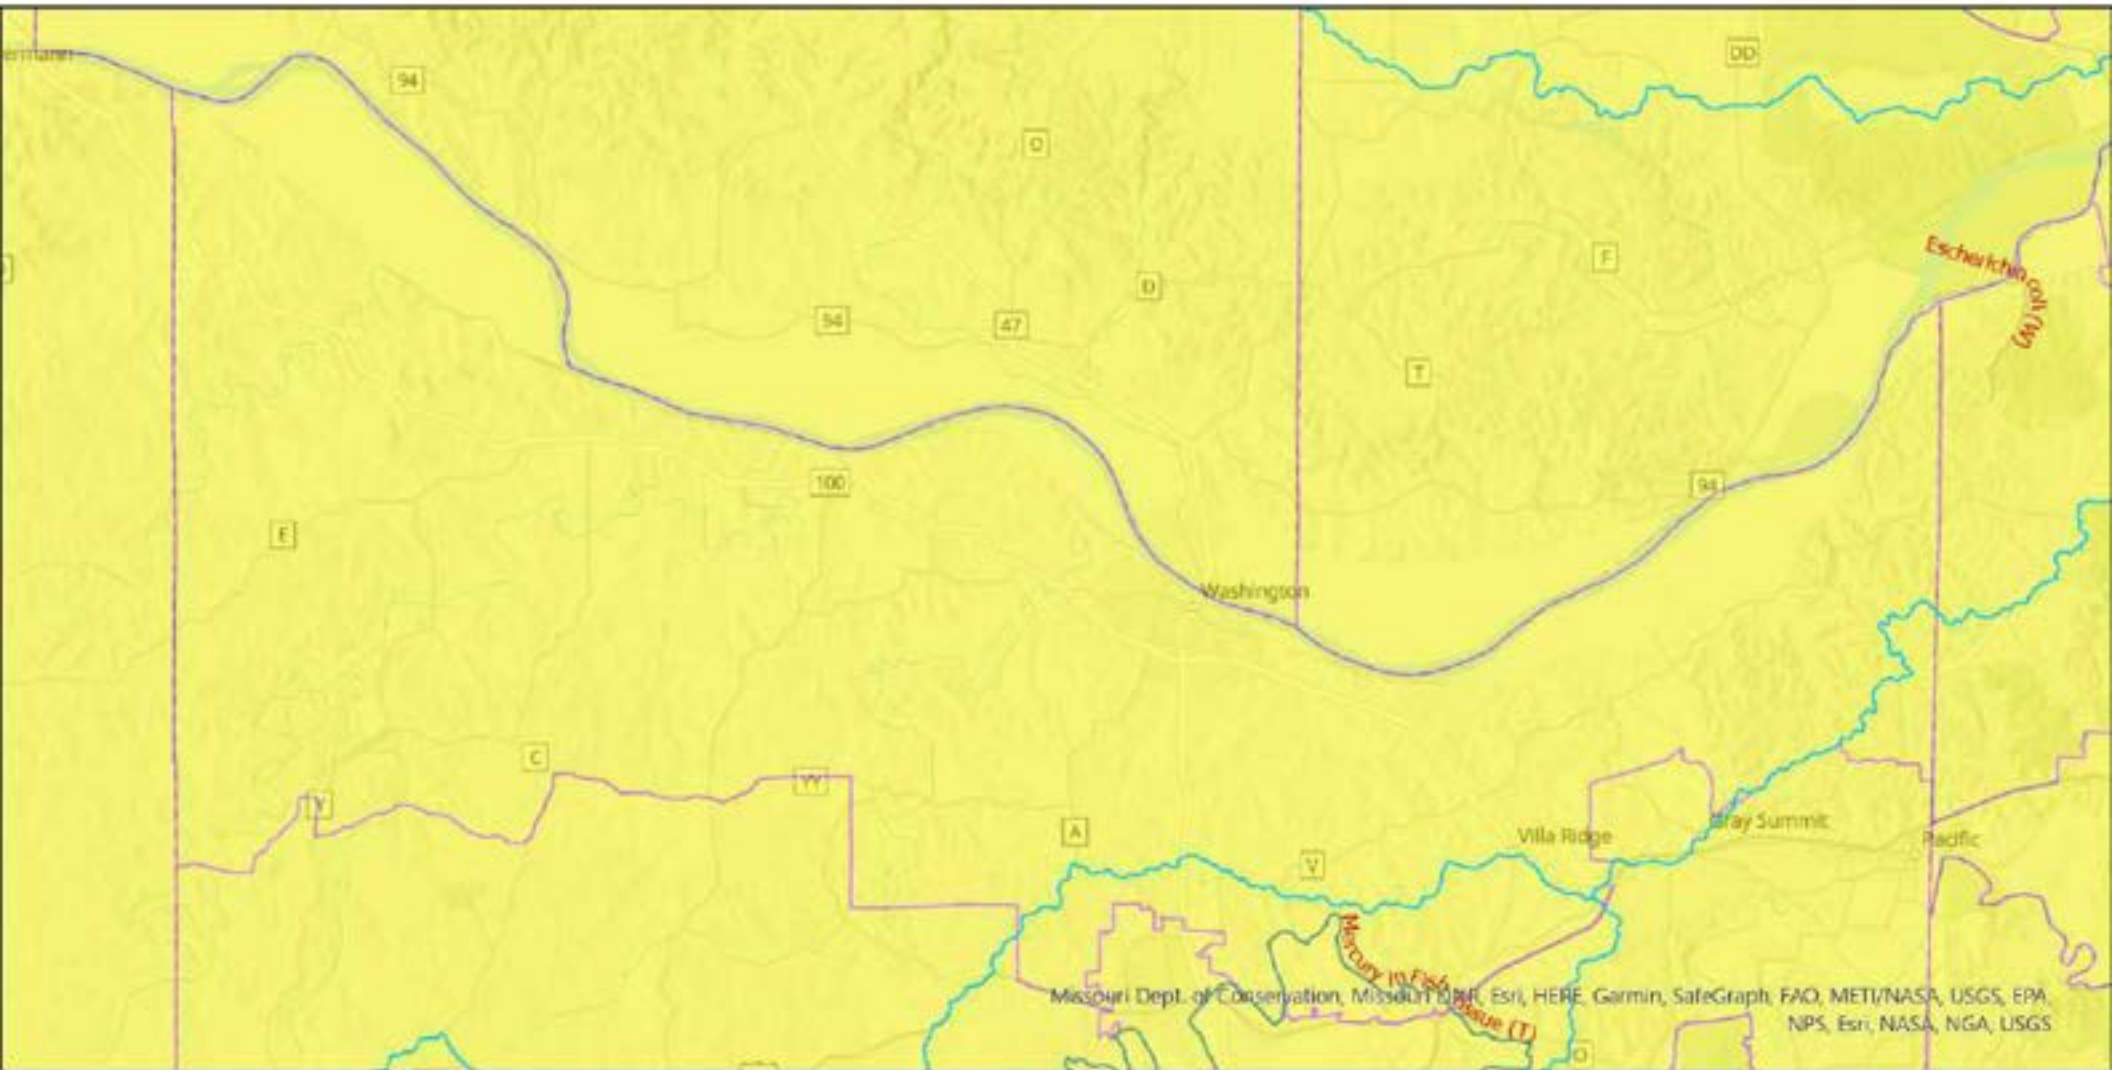 ermann
94
DD
O
F
Escherichia coli (W)
D
94
47
T
100
94
E
Washington
C
YY
Y
A
Villa Ridge
Gray Summit
Pacific
V
Mercury in Fish Tissue (T)
Missouri Dept. of Conservation, Missouri DNR, Esri, HERE, Garmin, SafeGraph, FAO, METI/NASA, USGS, EPA,
NPS, Esri, NASA, NGA, USGS
O